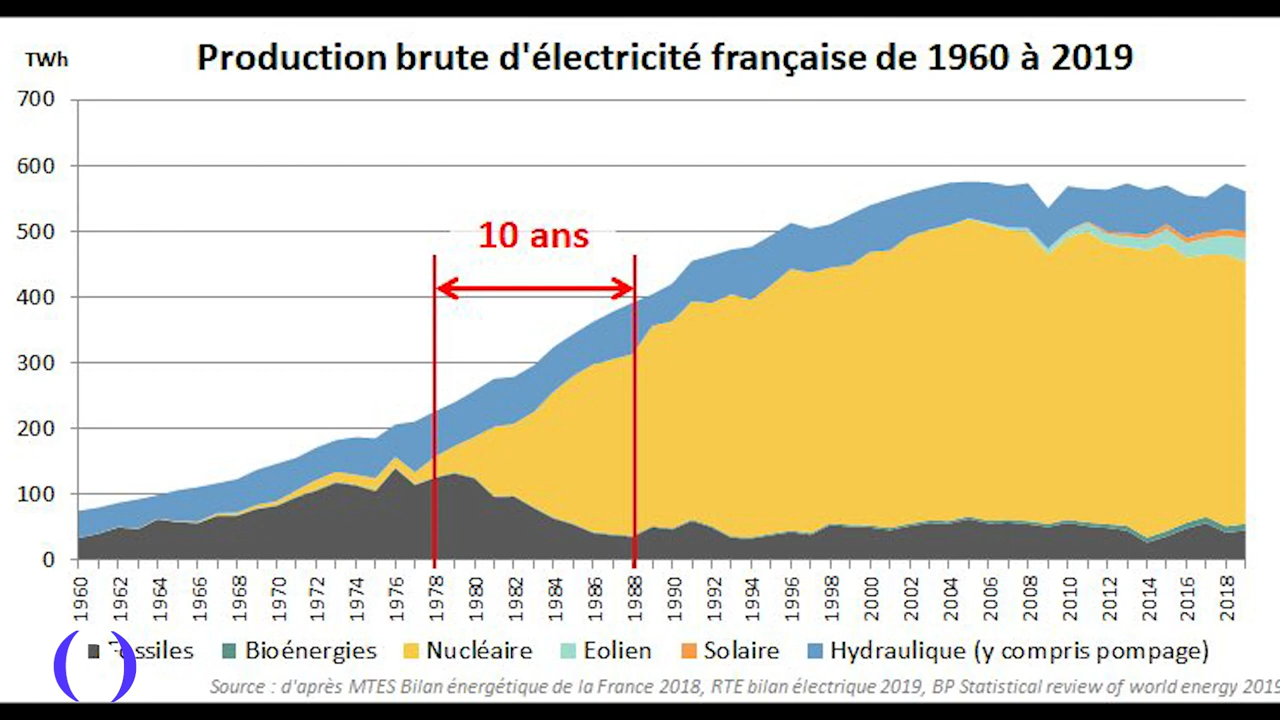 TWh
Production brute d'électricité française de 1960 à 2019
700
600
500
400
300
200
100
0
10 ans
1960 1962 1964 1966 1968 1970 1972 1974 1976 1978 1980 1982 1984 1986 1988 1990 1992 1994 1996 1998 2000 2002 2004 2006 2008 2010 2012 2014 2016 2018
Fossiles Bioénergies Nucléaire Eolien Solaire Hydraulique (y compris pompage)
Source : d'après MTES Bilan énergétique de la France 2018, RTE bilan électrique 2019, BP Statistical review of world energy 2019
( )